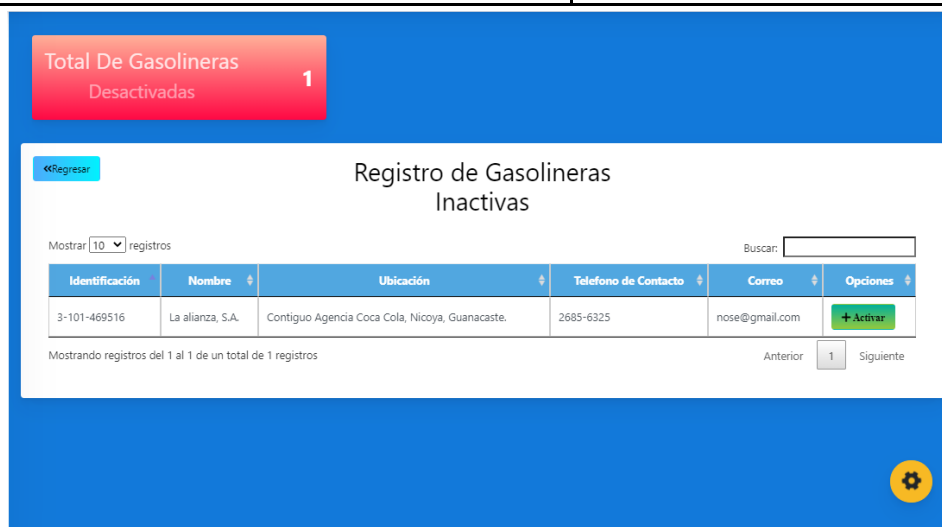 Total De Gasolineras
Desactivadas
1
«Regresar
Registro de Gasolineras
Inactivas
Mostrar 10 registros
Buscar:
Identificación Nombre Ubicación Telefono de Contacto Correo Opciones
3-101-469516 La alianza, S.A. Contiguo Agencia Coca Cola, Nicoya, Guanacaste. 2685-6325 nose@gmail.com + Activar
Mostrando registros del 1 al 1 de un total de 1 registros
Anterior 1 Siguiente